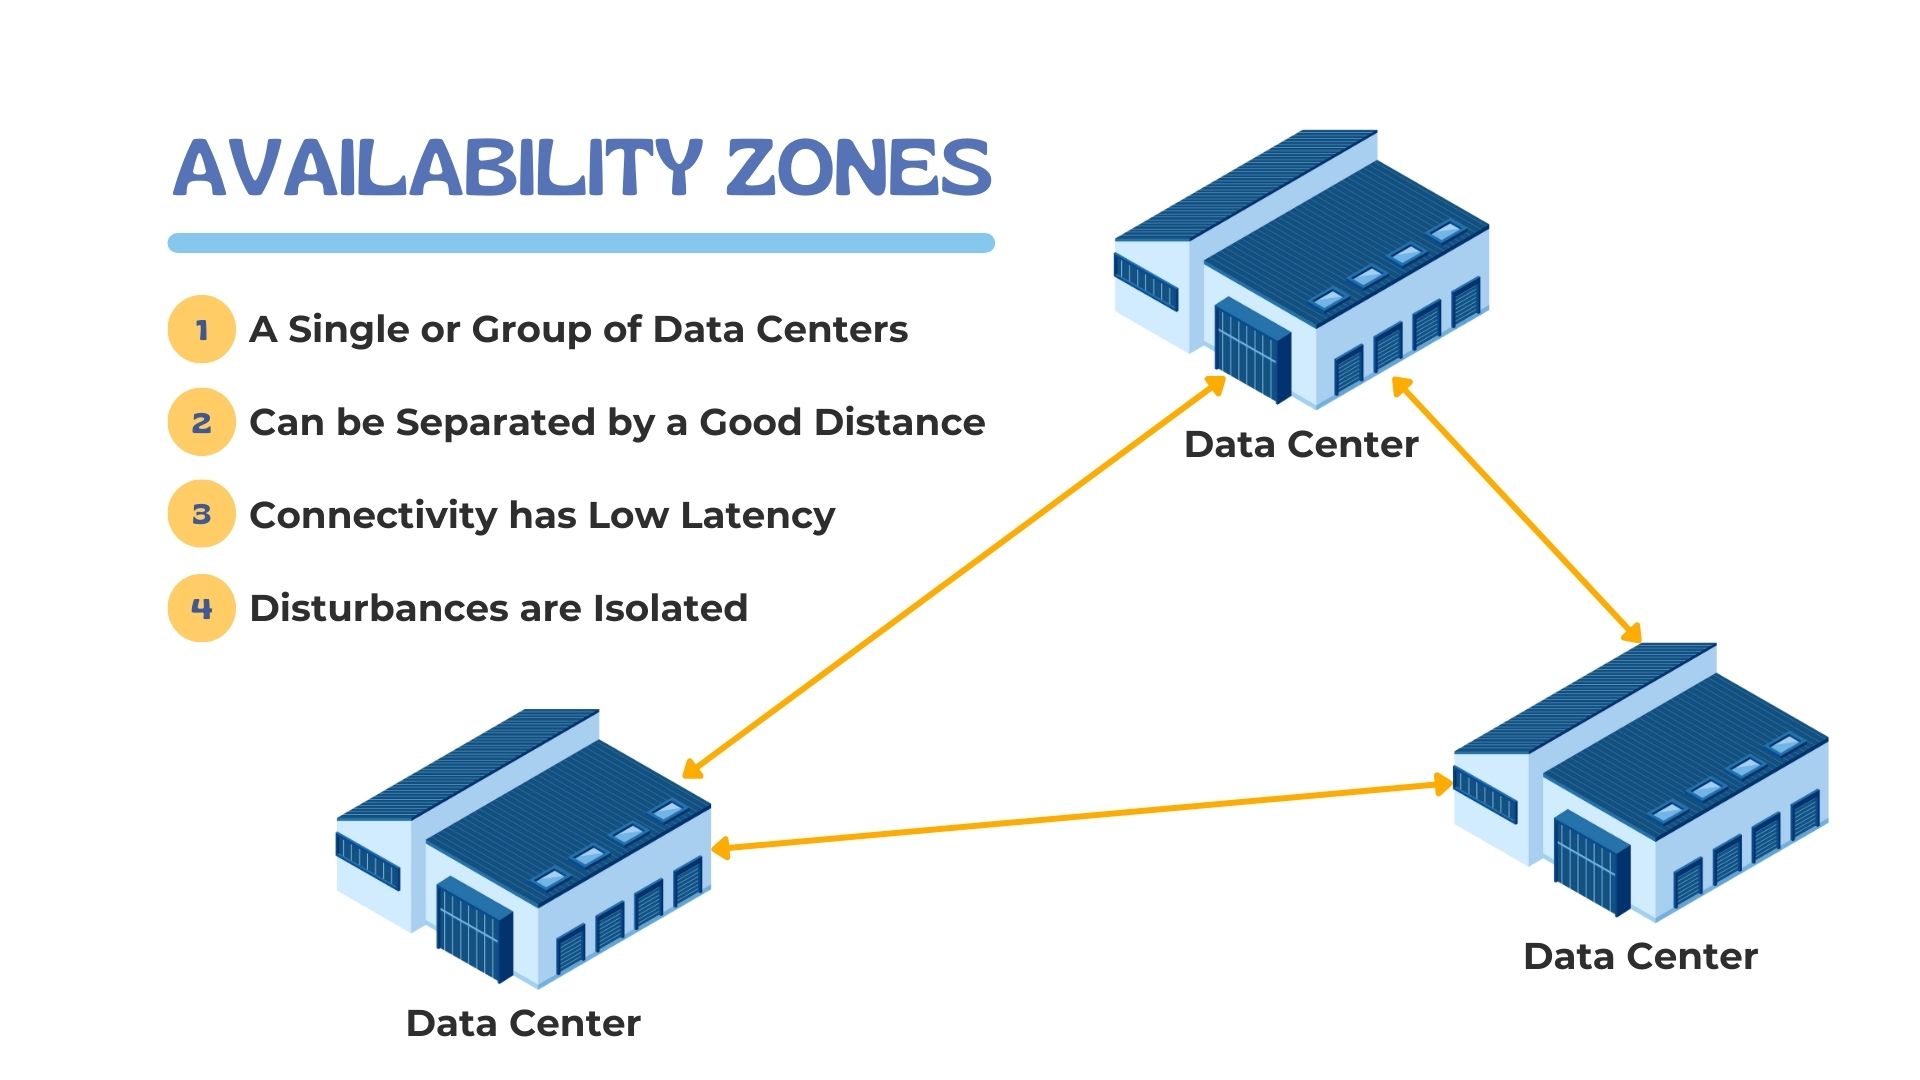 AVAILABILITY ZONES
1 A Single or Group of Data Centers
2 Can be Separated by a Good Distance
3 Connectivity has Low Latency
4 Disturbances are Isolated
Data Center
Data Center
Data Center